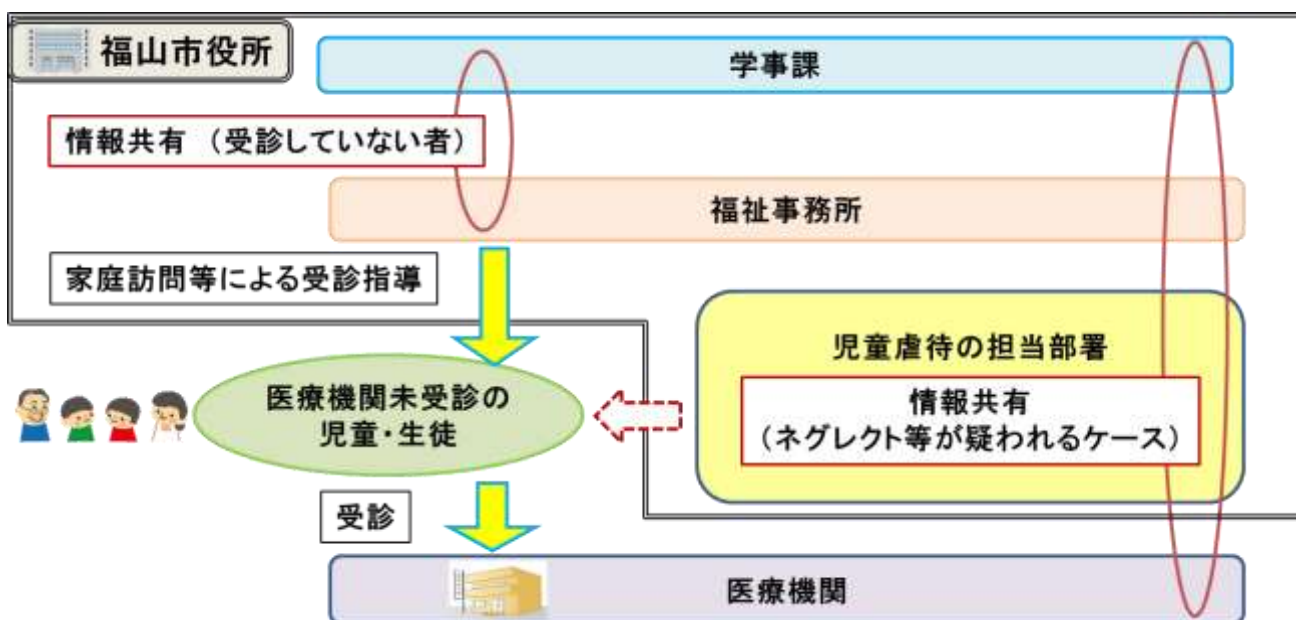 福山市役所
学事課
情報共有 （受診していない者）
福祉事務所
家庭訪問等による受診指導
児童虐待の担当部署
情報共有
（ネグレクト等が疑われるケース）
医療機関未受診の
児童・生徒
受診
医療機関